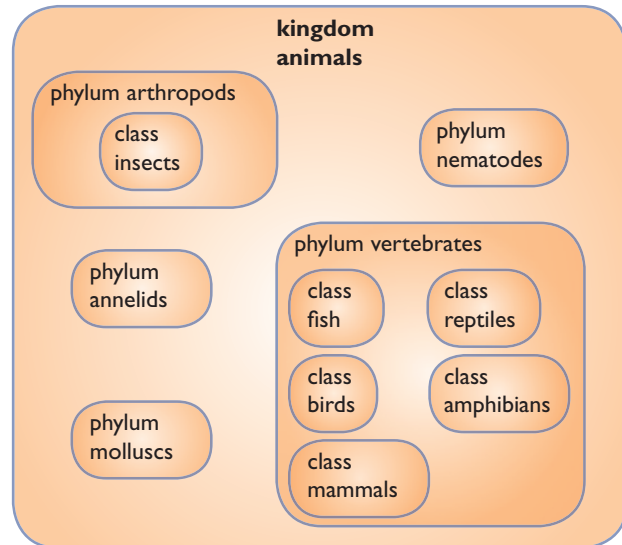 kingdom
animals
phylum arthropods
class
insects
phylum
nematodes
phylum vertebrates
class
fish
class
reptiles
phylum
annelids
class
birds
class
amphibians
phylum
molluscs
class
mammals